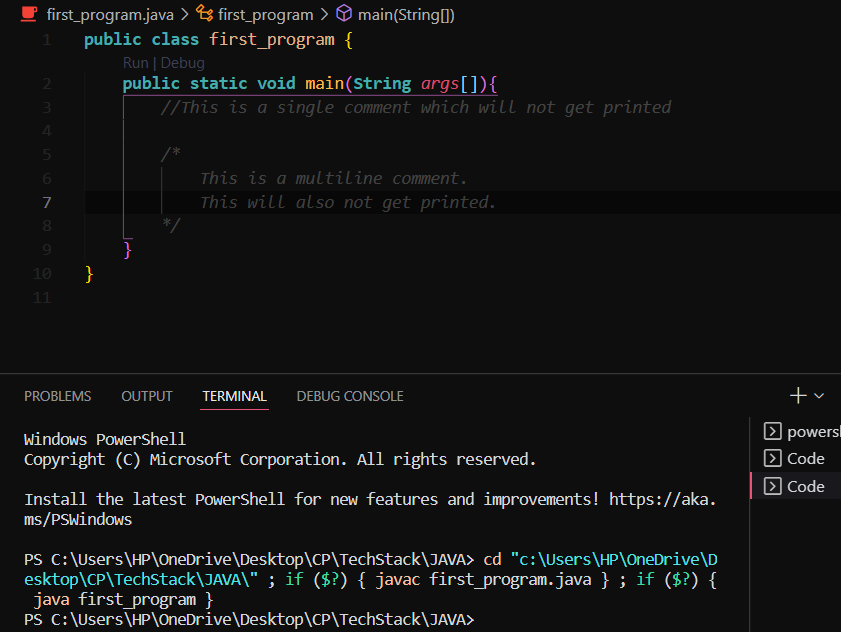 first_program.java > first_program > main(String[])
1 public class first_program {
Run | Debug
2 public static void main(String args[]){
3 //This is a single comment which will not get printed
4
5 /*
6 This is a multiline comment.
7 This will also not get printed.
8 */
9 }
10 }
11
PROBLEMS OUTPUT TERMINAL DEBUG CONSOLE
Windows PowerShell
Copyright (C) Microsoft Corporation. All rights reserved.
Install the latest PowerShell for new features and improvements! https://aka.
ms/PSWindows
PS C:\Users\HP\OneDrive\Desktop\CP\TechStack\JAVA> cd "c:\Users\HP\OneDrive\D
esktop\CP\TechStack\JAVA\" ; if ($?) { javac first_program.java } ; if ($?) {
java first_program }
PS C:\Users\HP\OneDrive\Desktop\CP\TechStack\JAVA>
powersh
Code
Code